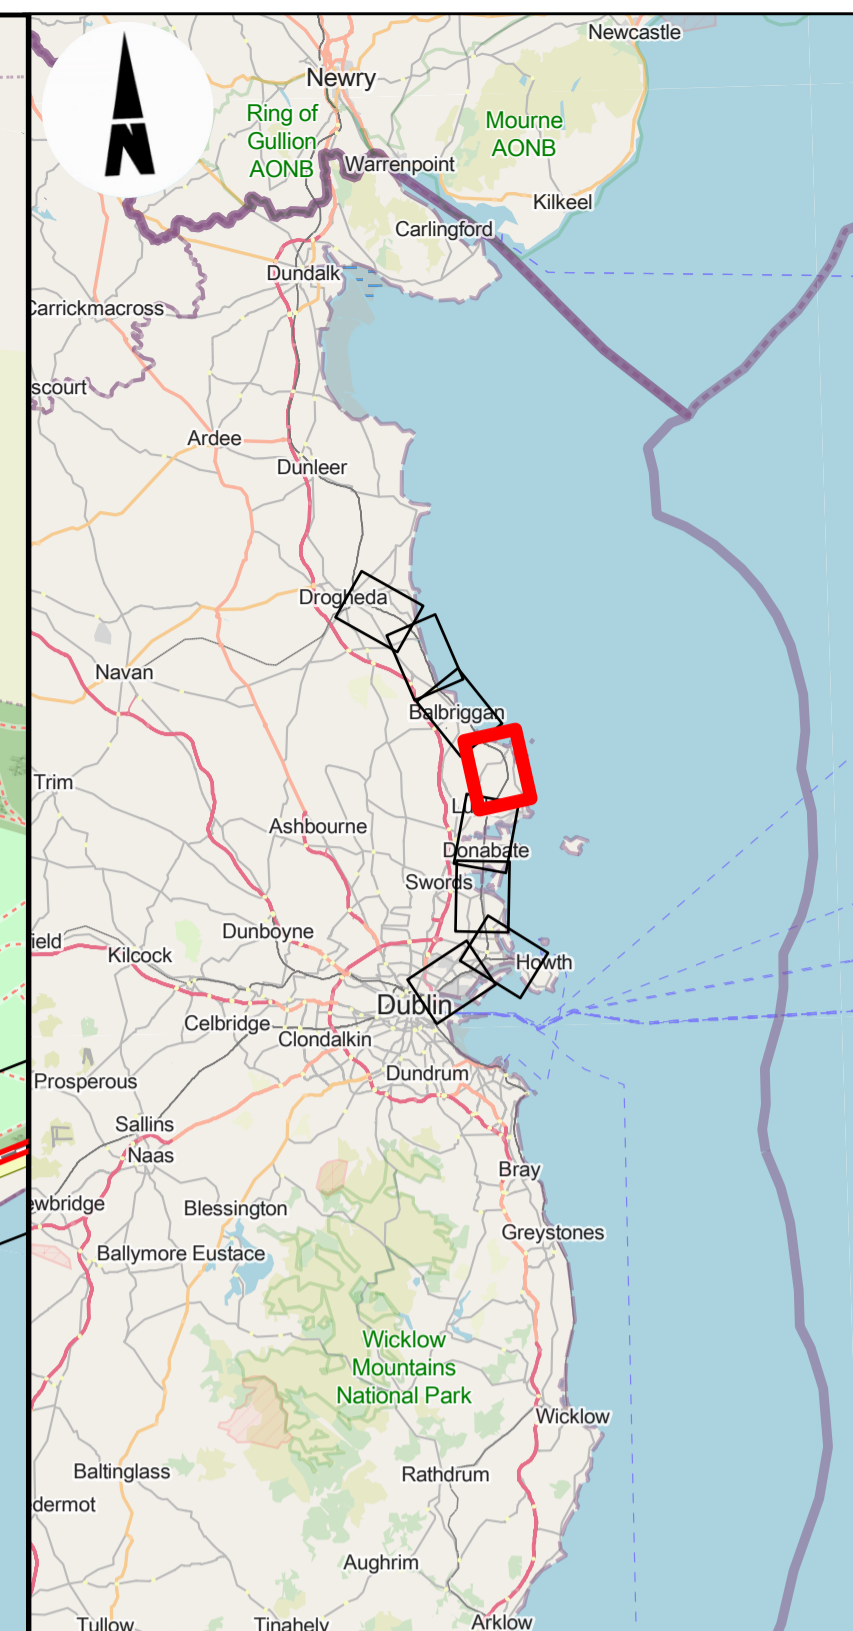 Newcastle
Newry
Ring of
Gullion
AONB
Mourne
AONB
Warrenpoint
Kilkeel
Carlingford
Dundalk
Carrickmacross
scourt
Ardee
Dunleer
Drogheda
Navan
Balbriggan
Trim
Lu
Ashbourne
Donabate
Swords
Dunboyne
ield
Kilcock
Howth
Dublin
Celbridge
Clondalkin
Dundrum
Prosperous
Sallins
Naas
Bray
ewbridge
Blessington
Greystones
Ballymore Eustace
Wicklow
Mountains
National Park
Wicklow
Baltinglass
Rathdrum
dermot
Aughrim
Tullow
Tinahely
Arklow
N